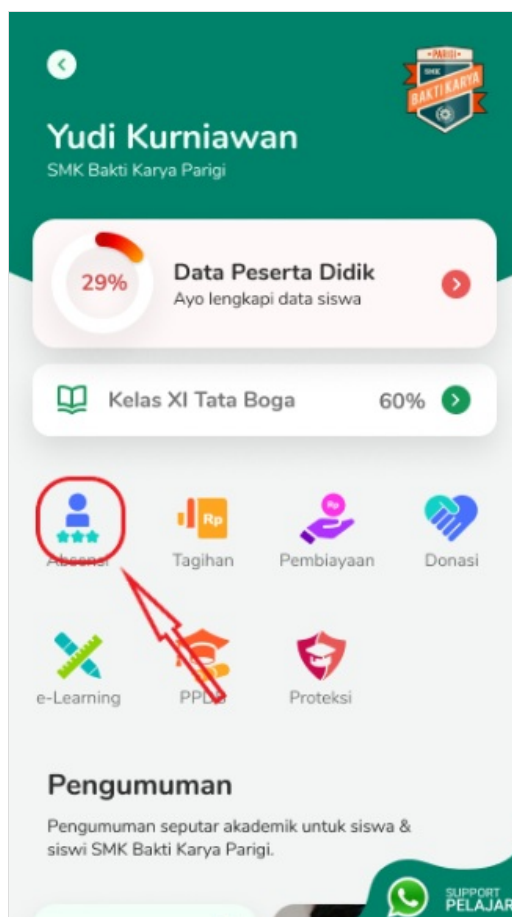 PARIGI
SMK
BAKTI KARYA
Yudi Kurniawan
SMK Bakti Karya Parigi
29%
Data Peserta Didik
Ayo lengkapi data siswa
Kelas XI Tata Boga 60%
Rp
Rp
Absensi Tagihan Pembiayaan Donasi
e-Learning PPDB Proteksi
Pengumuman
Pengumuman seputar akademik untuk siswa &
siswi SMK Bakti Karya Parigi.
SUPPORT
PELAJAR